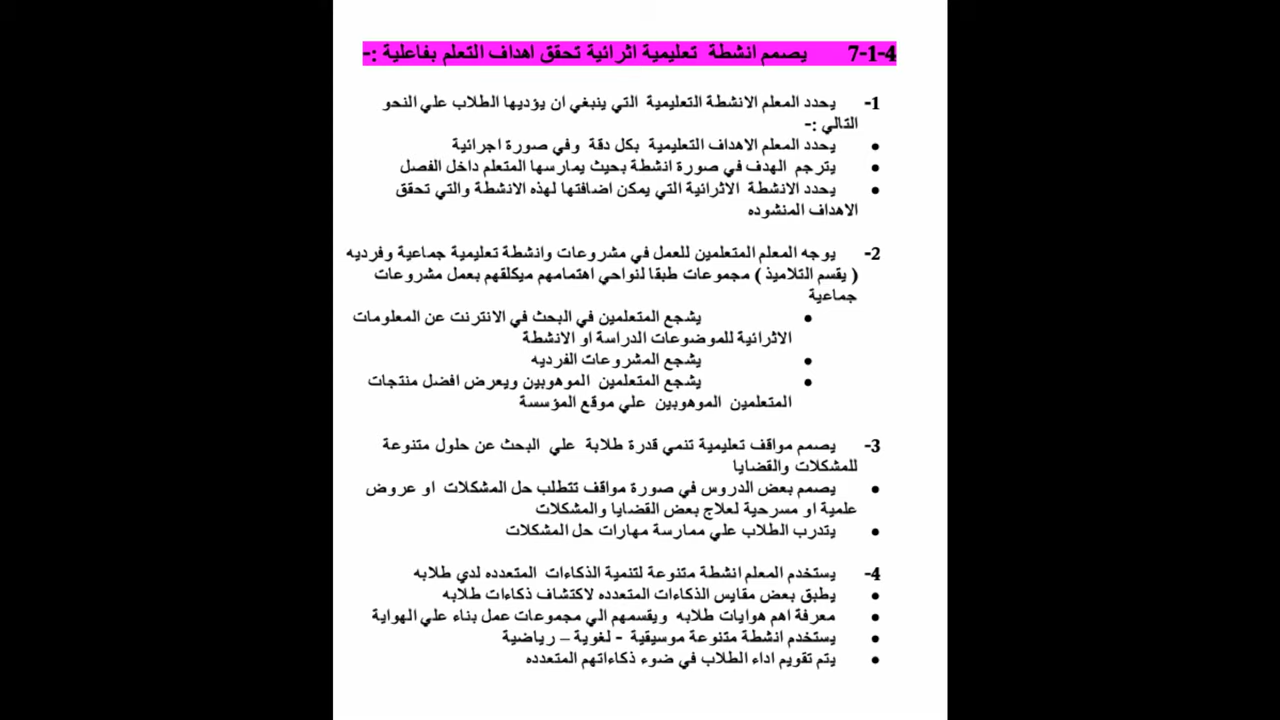 7-1-4 يصمم انشطة تعليمية اثرائية تحقق اهداف التعلم بفاعلية :-
1- يحدد المعلم الانشطة التعليمية التي ينبغي ان يؤديها الطلاب علي النحو
التالي :-
• يحدد المعلم الاهداف التعليمية بكل دقة وفي صورة اجرائية
• يترجم الهدف في صورة انشطة بحيث يمارسها المتعلم داخل الفصل
• يحدد الانشطة الاثرائية التي يمكن اضافتها لهذه الانشطة والتي تحقق
الاهداف المنشوده
2- يوجه المعلم المتعلمين للعمل في مشروعات وانشطة تعليمية جماعية وفرديه
( يقسم التلاميذ ) مجموعات طبقا لنواحي اهتمامهم ميكلقهم بعمل مشروعات
جماعية
• يشجع المتعلمين في البحث في الانترنت عن المعلومات
الاثرائية للموضوعات الدراسة او الانشطة
• يشجع المشروعات الفرديه
• يشجع المتعلمين الموهوبين ويعرض افضل منتجات
المتعلمين الموهوبين علي موقع المؤسسة
3- يصمم مواقف تعليمية تنمي قدرة طلابة علي البحث عن حلول متنوعة
للمشكلات والقضايا
• يصمم بعض الدروس في صورة مواقف تتطلب حل المشكلات او عروض
علمية او مسرحية لعلاج بعض القضايا والمشكلات
• يتدرب الطلاب علي ممارسة مهارات حل المشكلات
4- يستخدم المعلم انشطة متنوعة لتنمية الذكاءات المتعدده لدي طلابه
• يطبق بعض مقايس الذكاءات المتعدده لاكتشاف ذكاءات طلابه
• معرفة اهم هوايات طلابه ويقسمهم الي مجموعات عمل بناء علي الهواية
• يستخدم انشطة متنوعة موسيقية - لغوية – رياضية
• يتم تقويم اداء الطلاب في ضوء ذكاءاتهم المتعدده